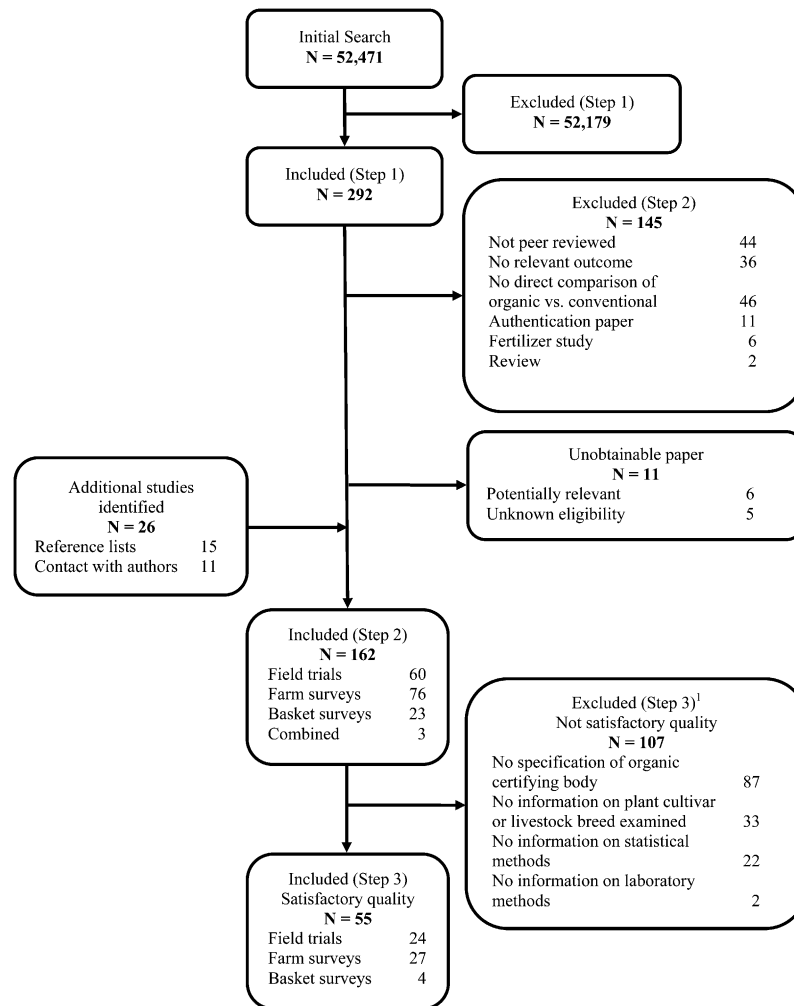 Initial Search
N = 52,471
Excluded (Step 1)
N = 52,179
Included (Step 1)
N = 292
Excluded (Step 2)
N = 145
Not peer reviewed 44
No relevant outcome 36
No direct comparison of
organic vs. conventional 46
Authentication paper 11
Fertilizer study 6
Review 2
Unobtainable paper
N = 11
Potentially relevant 6
Unknown eligibility 5
Additional studies
identified
N = 26
Reference lists 15
Contact with authors 11
Included (Step 2)
N = 162
Field trials 60
Farm surveys 76
Basket surveys 23
Combined 3
Excluded (Step 3)¹
Not satisfactory quality
N = 107
No specification of organic
certifying body 87
No information on plant cultivar
or livestock breed examined 33
No information on statistical
methods 22
No information on laboratory
methods 2
Included (Step 3)
Satisfactory quality
N = 55
Field trials 24
Farm surveys 27
Basket surveys 4